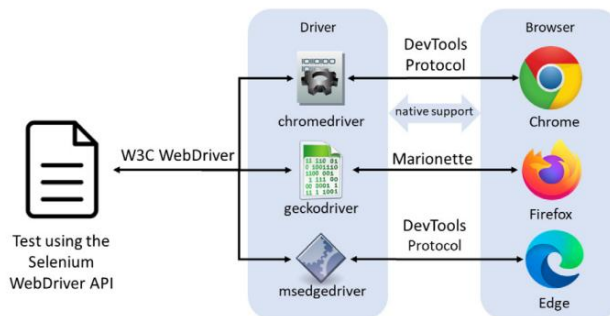 Driver
Browser
DevTools
Protocol
chromedriver
Chrome
native support
W3C WebDriver
Marionette
geckodriver
Firefox
Test using the
Selenium
WebDriver API
DevTools
Protocol
msedgedriver
Edge